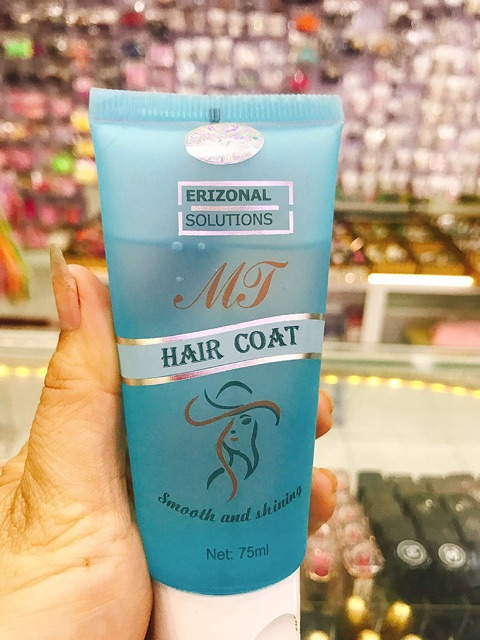 ERIZONAL
SOLUTIONS
MT
HAIR COAT
Smooth and shining
Net: 75ml